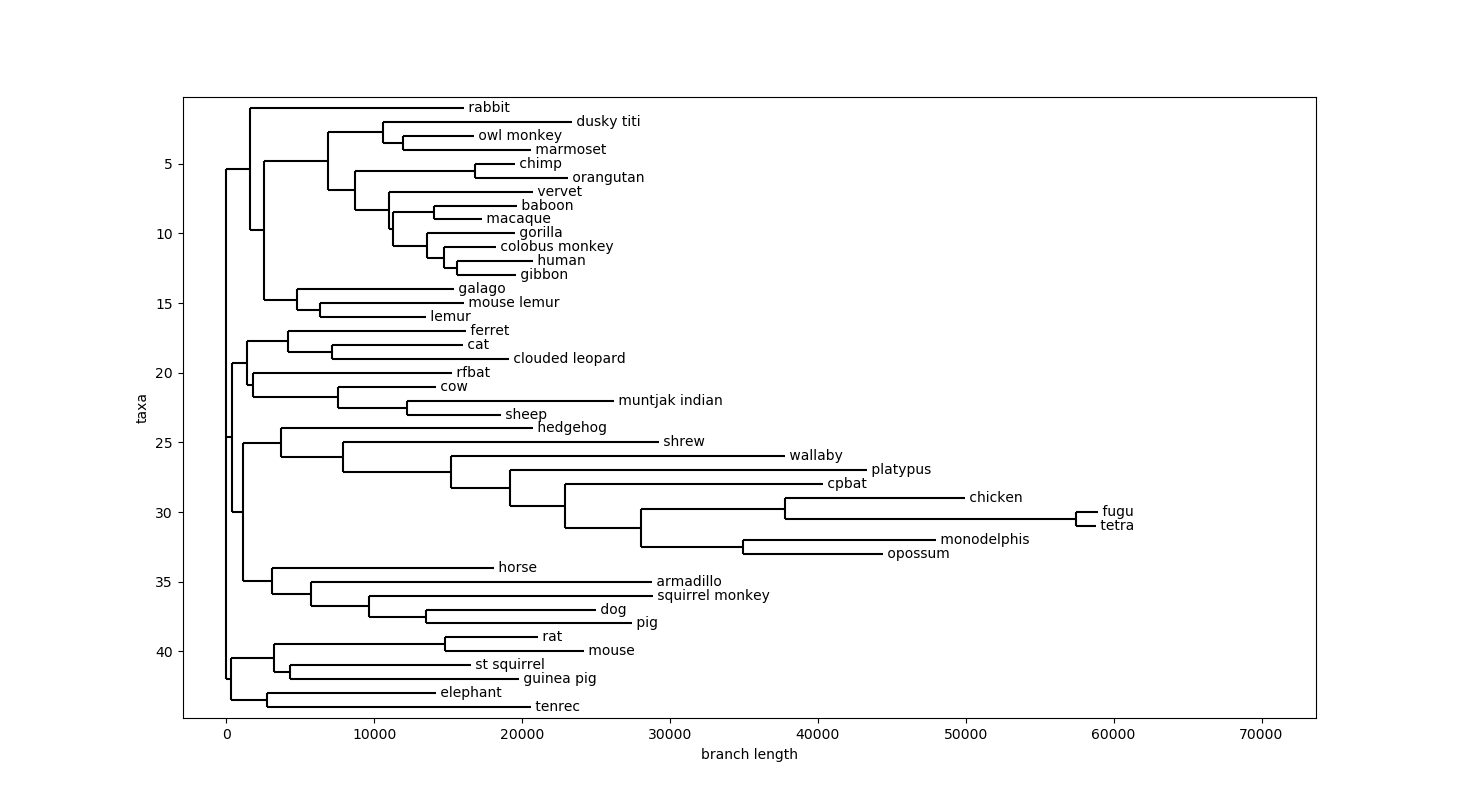 rabbit
dusky titi
owl monkey
marmoset
5
chimp
orangutan
vervet
baboon
macaque
10
gorilla
colobus monkey
human
gibbon
galago
15
mouse lemur
lemur
ferret
cat
clouded leopard
20
rfbat
cow
muntjak indian
sheep
taxa
hedgehog
25
shrew
wallaby
platypus
cpbat
chicken
30
fugu
tetra
monodelphis
opossum
horse
35
armadillo
squirrel monkey
dog
pig
rat
40
mouse
st squirrel
guinea pig
elephant
tenrec
0 10000 20000 30000 40000 50000 60000 70000
branch length